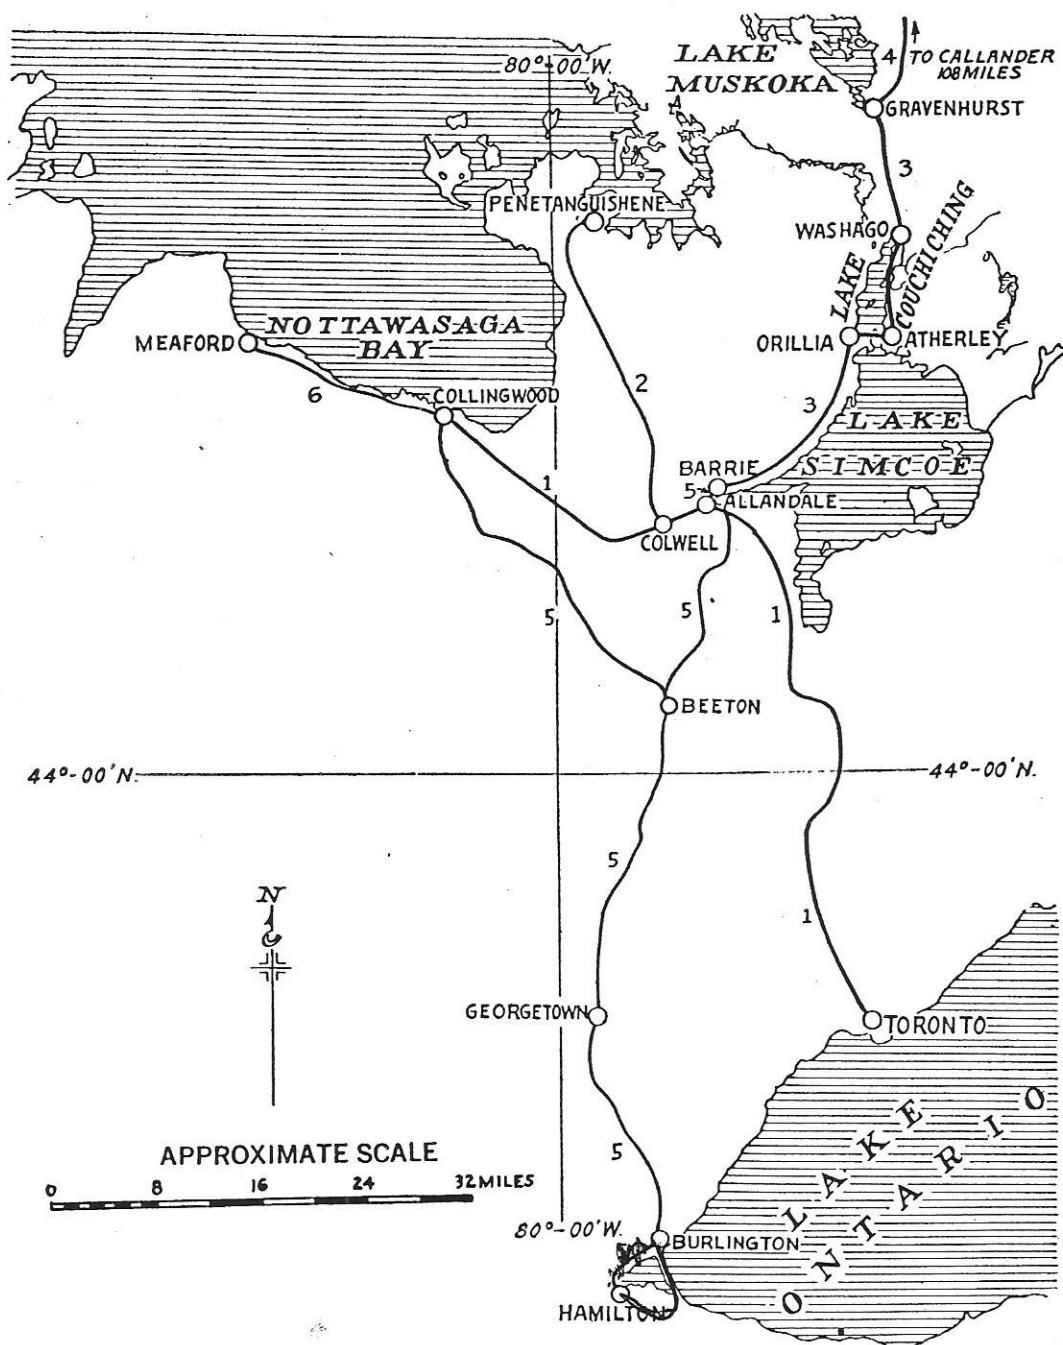 80°-00'W.
LAKE
MUSKOKA
4
TO CALLANDER
108 MILES
GRAVENHURST
3
PENETANGUISHENE
WASHAGO
LAKE
COUCHICHING
NOTTAWASAGA
BAY
MEAFORD
ORILLIA
ATHERLEY
6
COLLINGWOOD
2
3
LAKE
SIMCOE
BARRIE
1
5
ALLANDALE
COLWELL
5
5
1
BEETON
44°-00'N.
44°-00'N.
5
N
1
GEORGETOWN
TORONTO
LAKE
ONTARIO
APPROXIMATE SCALE
0 8 16 24 32 MILES
5
80°-00'W.
BURLINGTON
HAMILTON